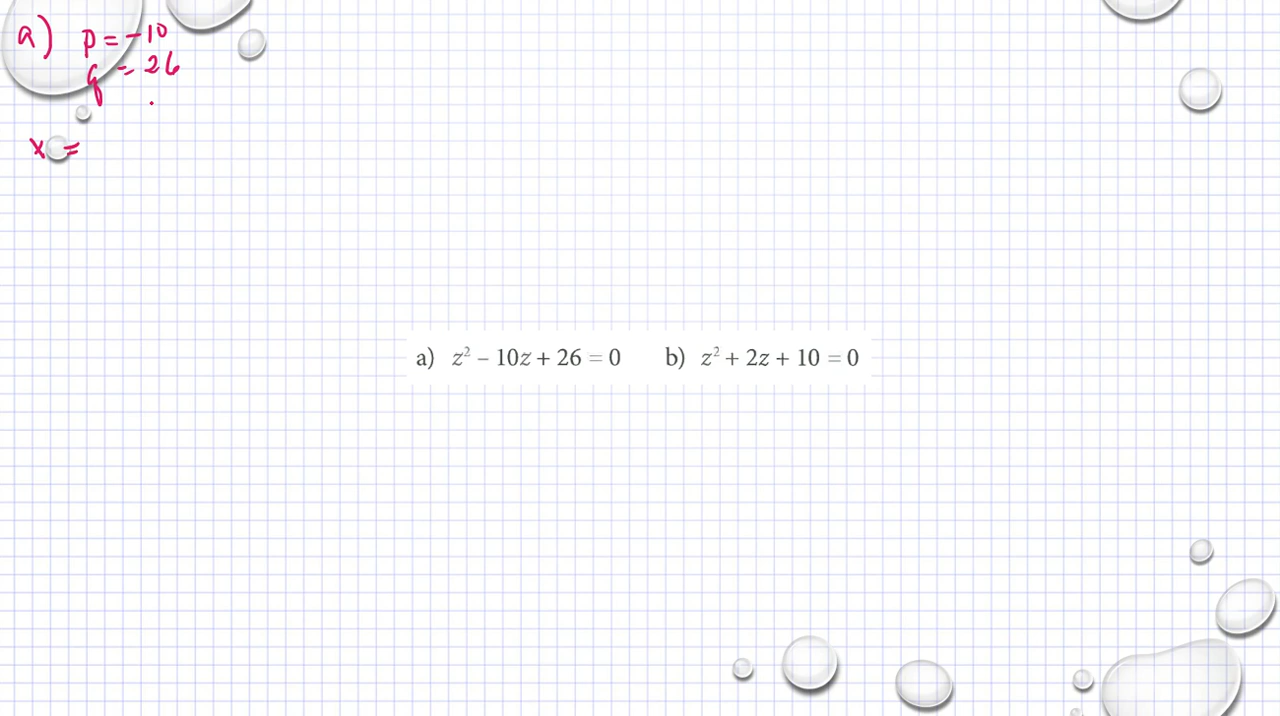 a) p = -10
q = 26
x =
a) z² – 10z + 26 = 0 b) z² + 2z + 10 = 0